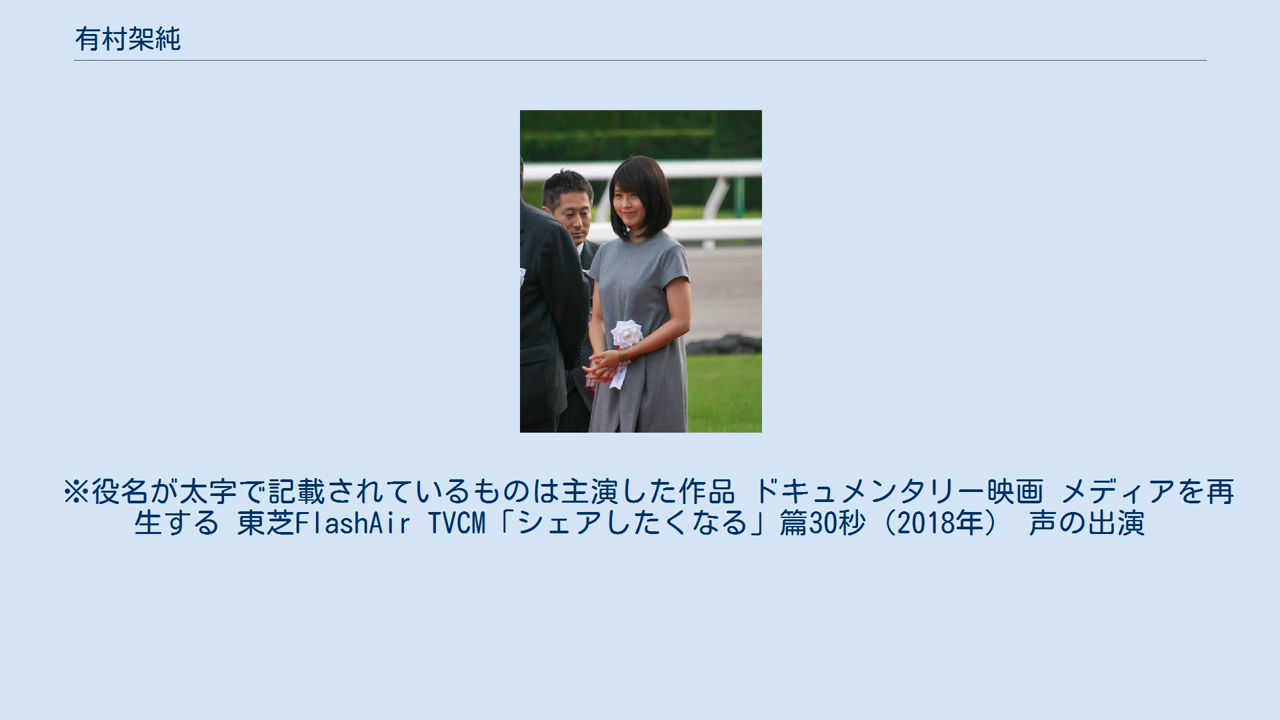 有村架純
※役名が太字で記載されているものは主演した作品 ドキュメンタリー映画 メディアを再
生する 東芝FlashAir TVCM「シェアしたくなる」篇30秒（2018年） 声の出演